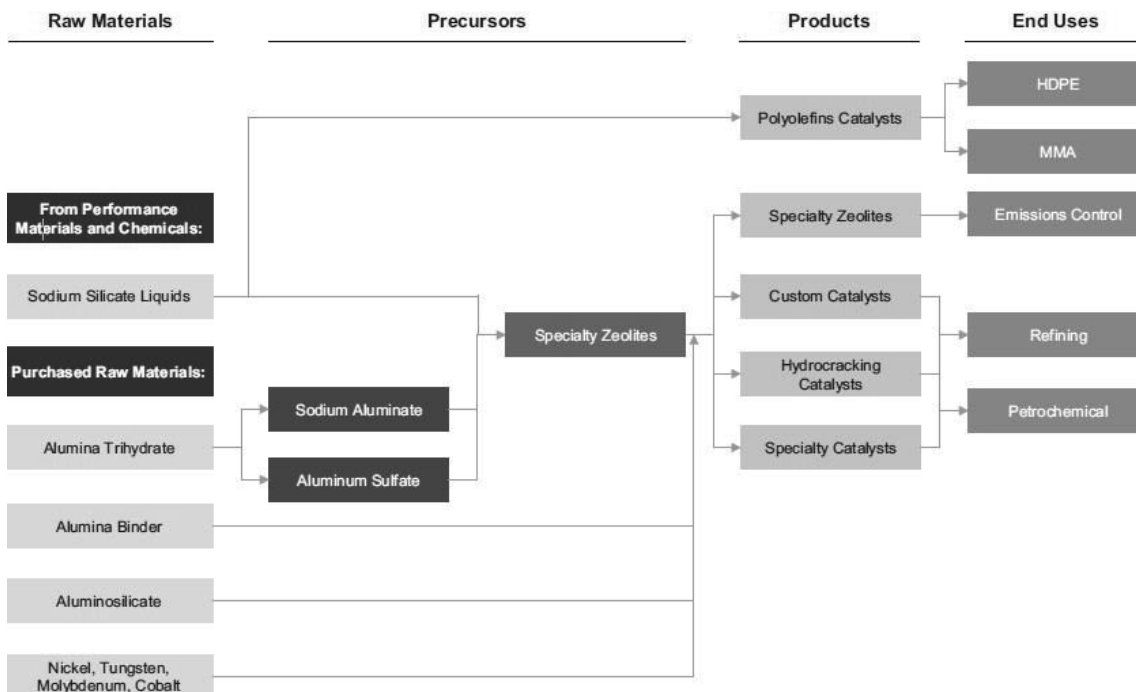 Raw Materials
Precursors
Products
End Uses
HDPE
Polyolefins Catalysts
MMA
From Performance
Materials and Chemicals:
Specialty Zeolites
Emissions Control
Sodium Silicate Liquids
Custom Catalysts
Specialty Zeolites
Refining
Purchased Raw Materials:
Hydrocracking
Catalysts
Sodium Aluminate
Petrochemical
Alumina Trihydrate
Specialty Catalysts
Aluminum Sulfate
Alumina Binder
Aluminosilicate
Nickel, Tungsten,
Molybdenum, Cobalt